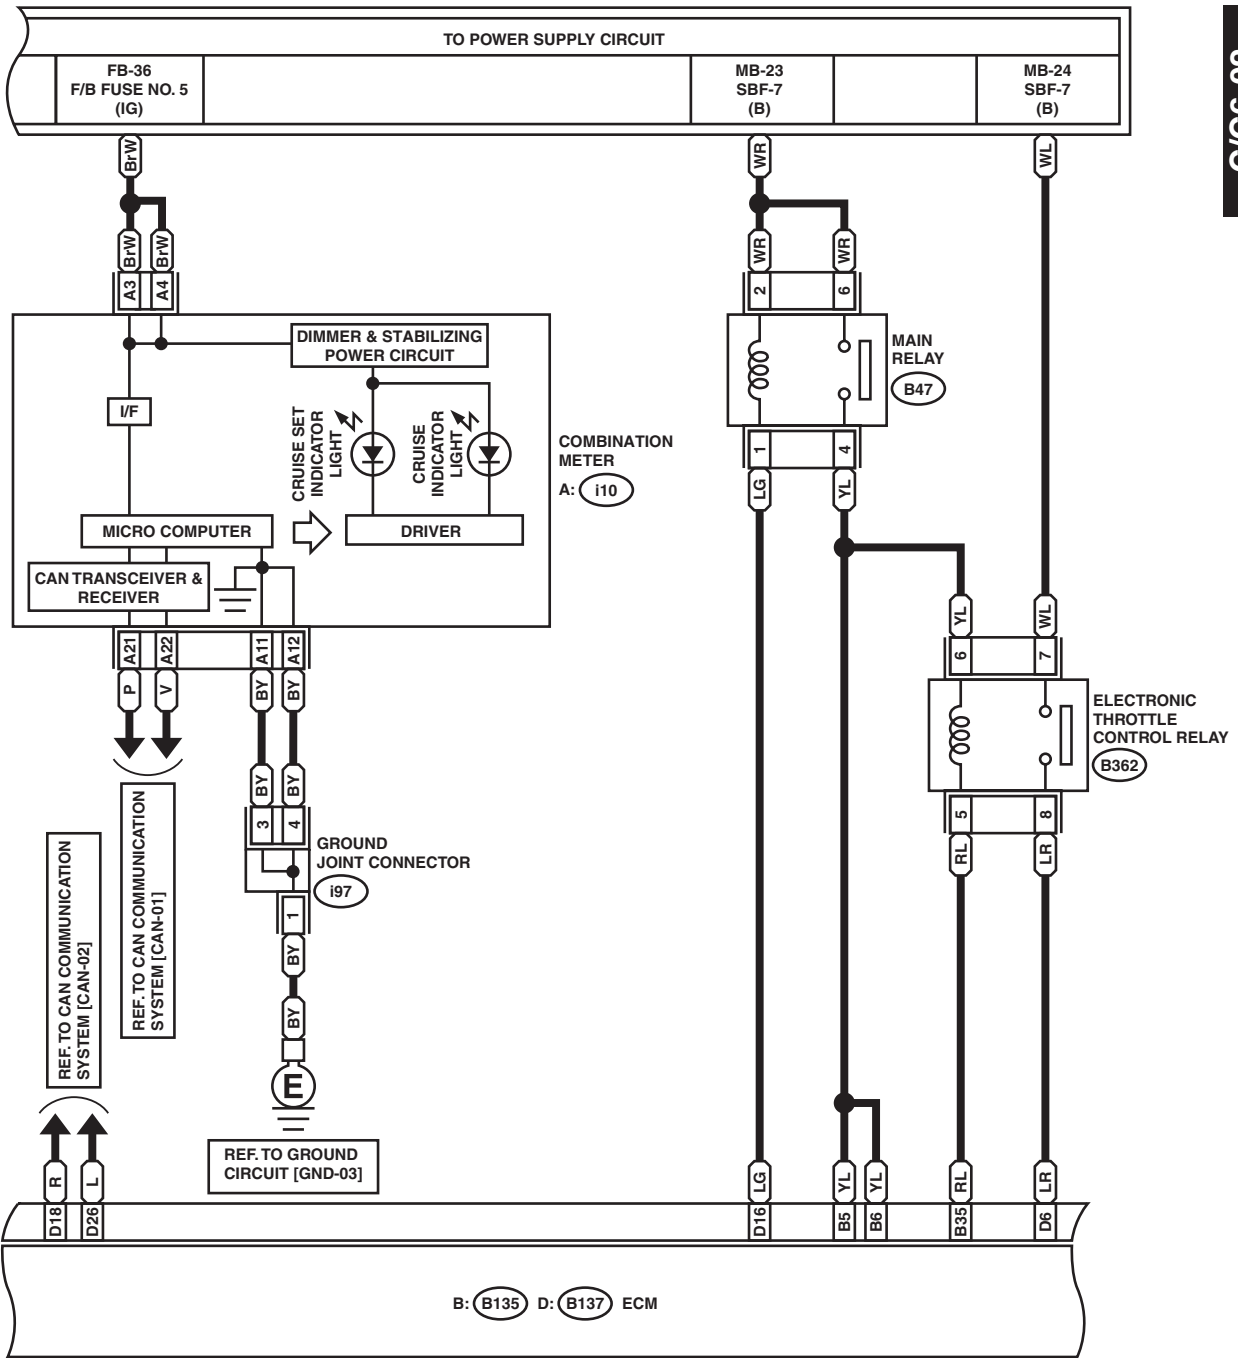 TO POWER SUPPLY CIRCUIT
FB-36
F/B FUSE NO. 5
(IG)
MB-23
SBF-7
(B)
MB-24
SBF-7
(B)
BrW
WR
WL
BrW
BrW
WR
WR
A3
A4
2
6
DIMMER & STABILIZING
POWER CIRCUIT
MAIN
RELAY
B47
I/F
CRUISE SET
INDICATOR
LIGHT
CRUISE
INDICATOR
LIGHT
COMBINATION
METER
A: i10
1
4
LG
YL
MICRO COMPUTER
DRIVER
CAN TRANSCEIVER &
RECEIVER
YL
WL
A21
A22
A11
A12
6
7
P
V
BY
BY
ELECTRONIC
THROTTLE
CONTROL RELAY
B362
BY
BY
3
4
5
8
GROUND
JOINT CONNECTOR
i97
RL
LR
REF. TO CAN COMMUNICATION
SYSTEM [CAN-02]
REF. TO CAN COMMUNICATION
SYSTEM [CAN-01]
1
BY
BY
E
REF. TO GROUND
CIRCUIT [GND-03]
R
L
LG
YL
YL
RL
LR
D18
D26
D16
B5
B6
B35
D6
B: B135 D: B137 ECM